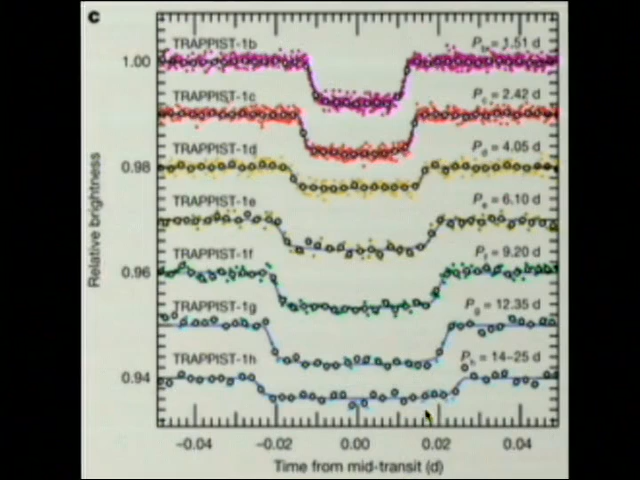 c
TRAPPIST-1b P_b = 1.51 d
1.00
TRAPPIST-1c P_c = 2.42 d
TRAPPIST-1d P_d = 4.05 d
0.98
TRAPPIST-1e P_e = 6.10 d
TRAPPIST-1f P_f = 9.20 d
0.96
TRAPPIST-1g P_g = 12.35 d
TRAPPIST-1h P_h = 14–25 d
0.94
Relative brightness
−0.04 −0.02 0.00 0.02 0.04
Time from mid-transit (d)